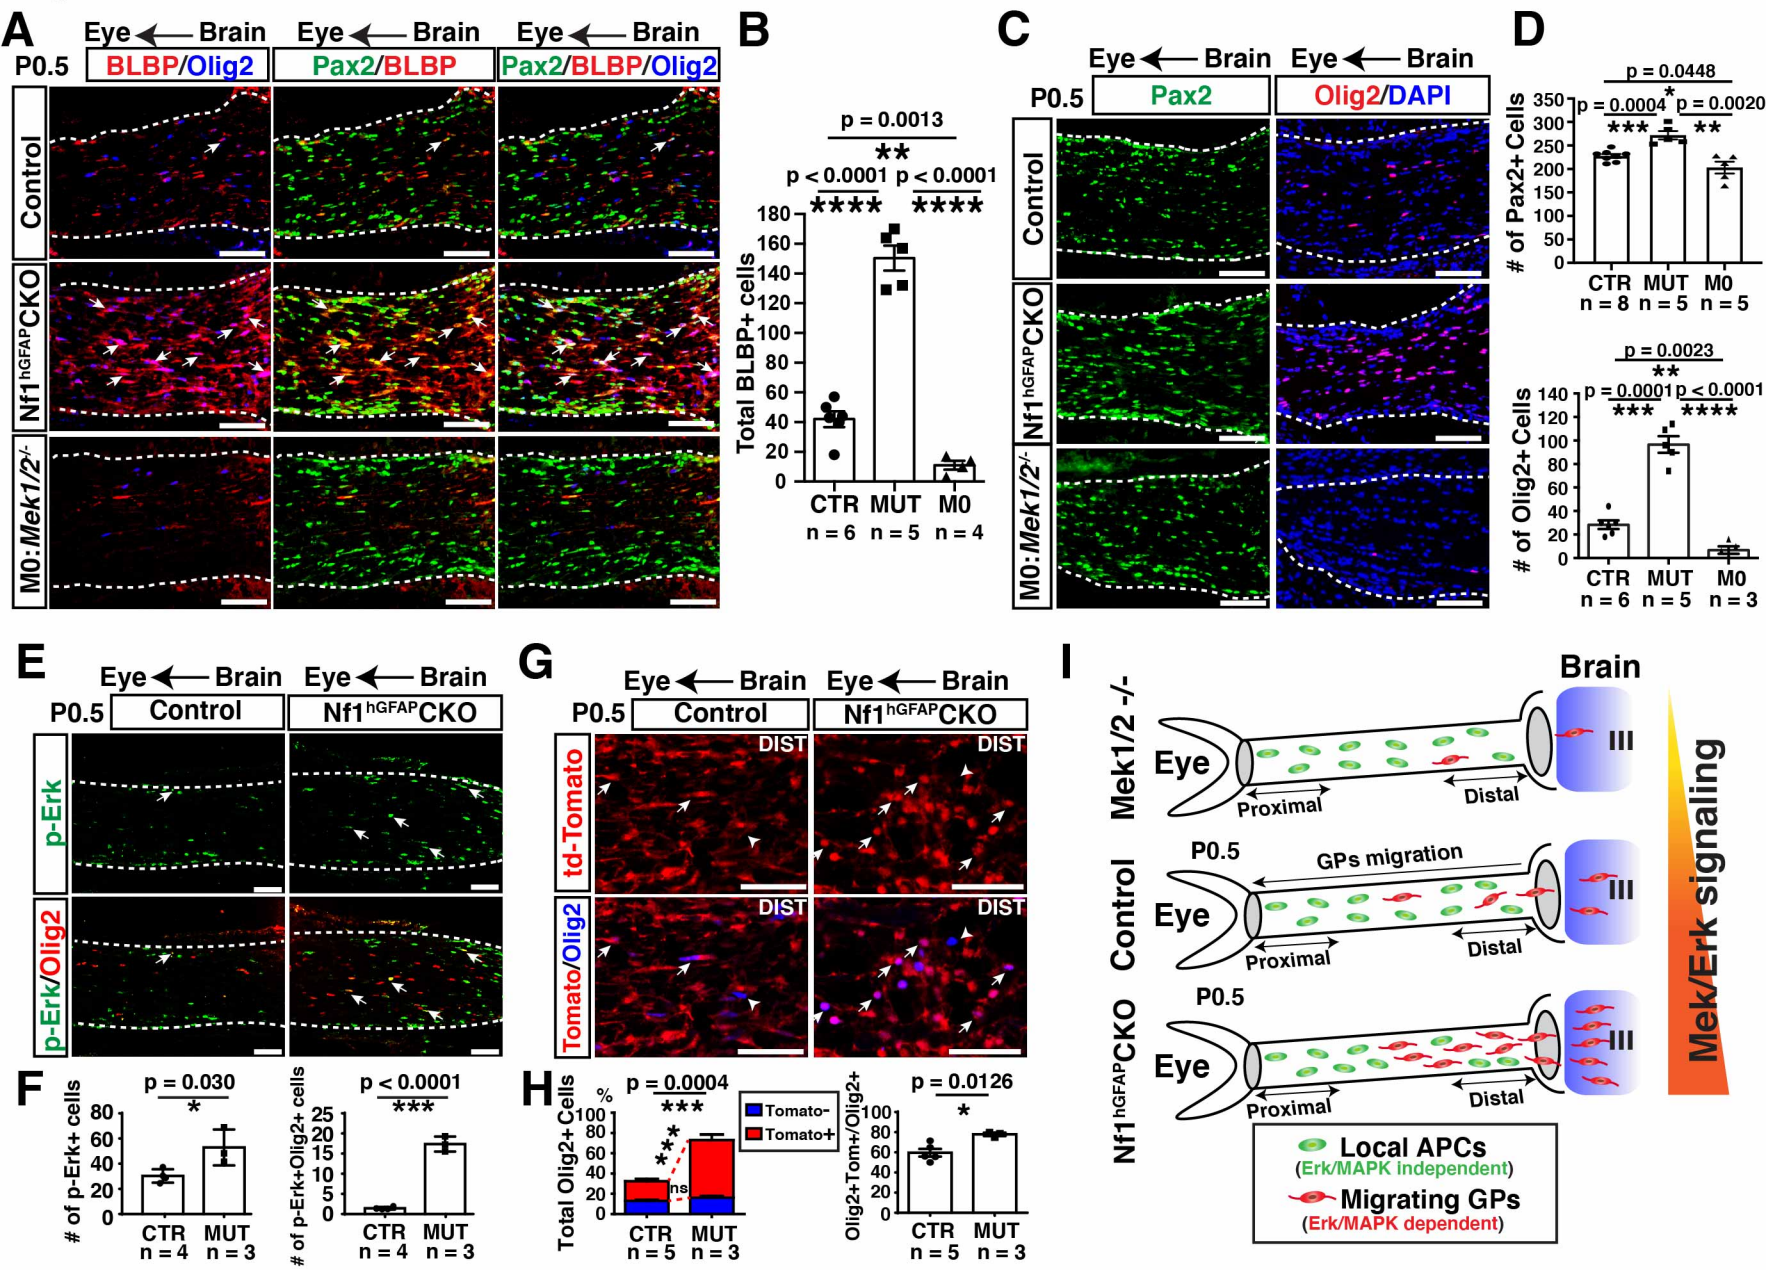 A
Eye Brain Eye Brain Eye Brain
P0.5 BLBP/Olig2 Pax2/BLBP Pax2/BLBP/Olig2
Control
Nf1hGFAPCKO
M0:Mek1/2-/-
B
p = 0.0013
**
p < 0.0001 p < 0.0001
**** ****
Total BLBP+ cells
180
160
140
120
100
80
60
40
20
0
CTR MUT M0
n = 6 n = 5 n = 4
C
Eye Brain Eye Brain
P0.5 Pax2 Olig2/DAPI
Control
Nf1hGFAPCKO
M0:Mek1/2-/-
D
p = 0.0448
*
p = 0.0004 p = 0.0020
*** **
# of Pax2+ Cells
350
300
250
200
150
100
50
0
CTR MUT M0
n = 8 n = 5 n = 5
p = 0.0023
**
p = 0.0001 p < 0.0001
*** ****
# of Olig2+ Cells
140
120
100
80
60
40
20
0
CTR MUT M0
n = 6 n = 5 n = 3
E
Eye Brain Eye Brain
P0.5 Control Nf1hGFAPCKO
p-Erk
p-Erk/Olig2
F
p = 0.030
*
# of p-Erk+ cells
80
60
40
20
0
CTR MUT
n = 4 n = 3
p < 0.0001
***
# of p-Erk+Olig2+ cells
25
20
15
10
5
0
CTR MUT
n = 4 n = 3
G
Eye Brain Eye Brain
P0.5 Control Nf1hGFAPCKO
td-Tomato
DIST DIST
Tomato/Olig2
DIST DIST
H
p = 0.0004
***
%
Total Olig2+ Cells
100
80
60
40
20
0
***
ns
Tomato-
Tomato+
CTR MUT
n = 5 n = 3
p = 0.0126
*
Olig2+Tom+/Olig2+
100
80
60
40
20
0
CTR MUT
n = 5 n = 3
I
Brain
Mek1/2 -/-
Eye
III
Proximal Distal
Control
P0.5
GPs migration
Eye
III
Proximal Distal
Nf1hGFAPCKO
P0.5
Eye
III
Proximal Distal
Mek/Erk signaling
Local APCs
(Erk/MAPK independent)
Migrating GPs
(Erk/MAPK dependent)